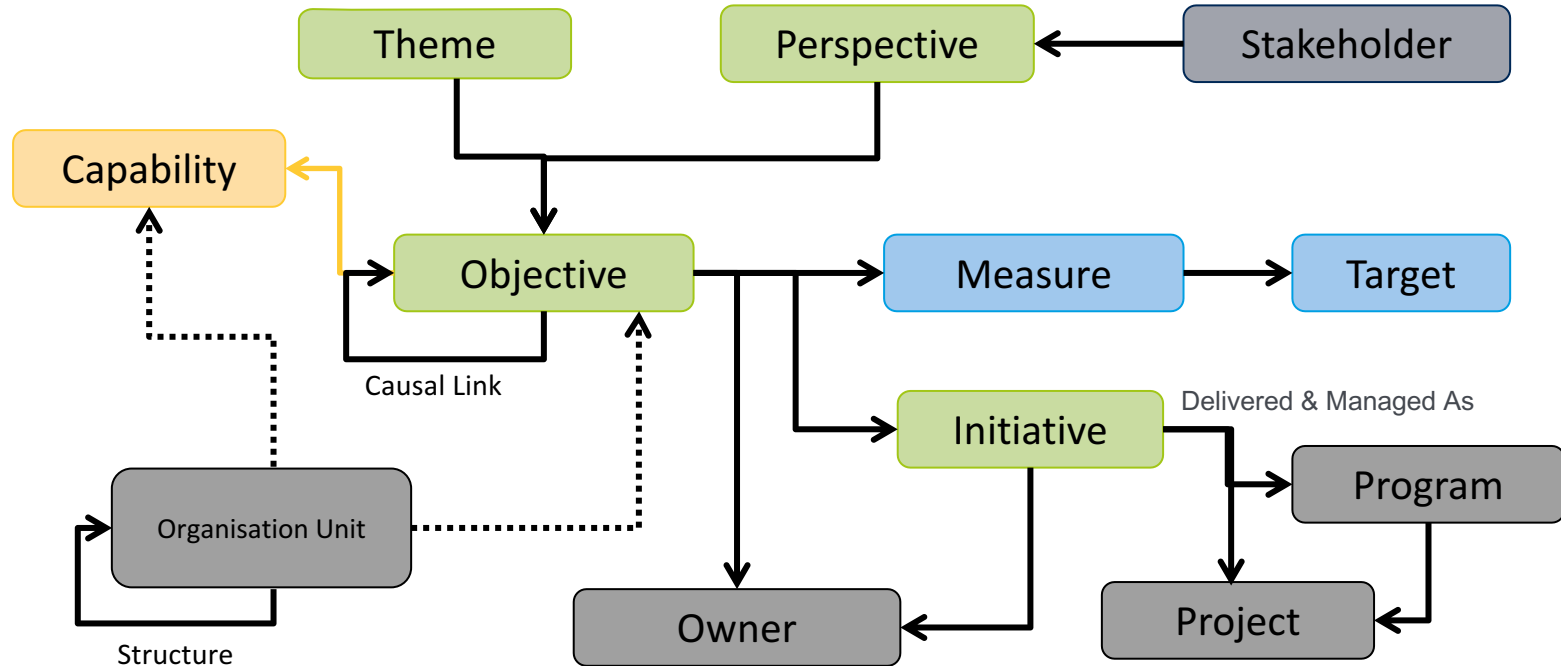 Theme
Perspective
Stakeholder
Capability
Objective
Measure
Target
Causal Link
Initiative
Delivered & Managed As
Program
Organisation Unit
Owner
Project
Structure